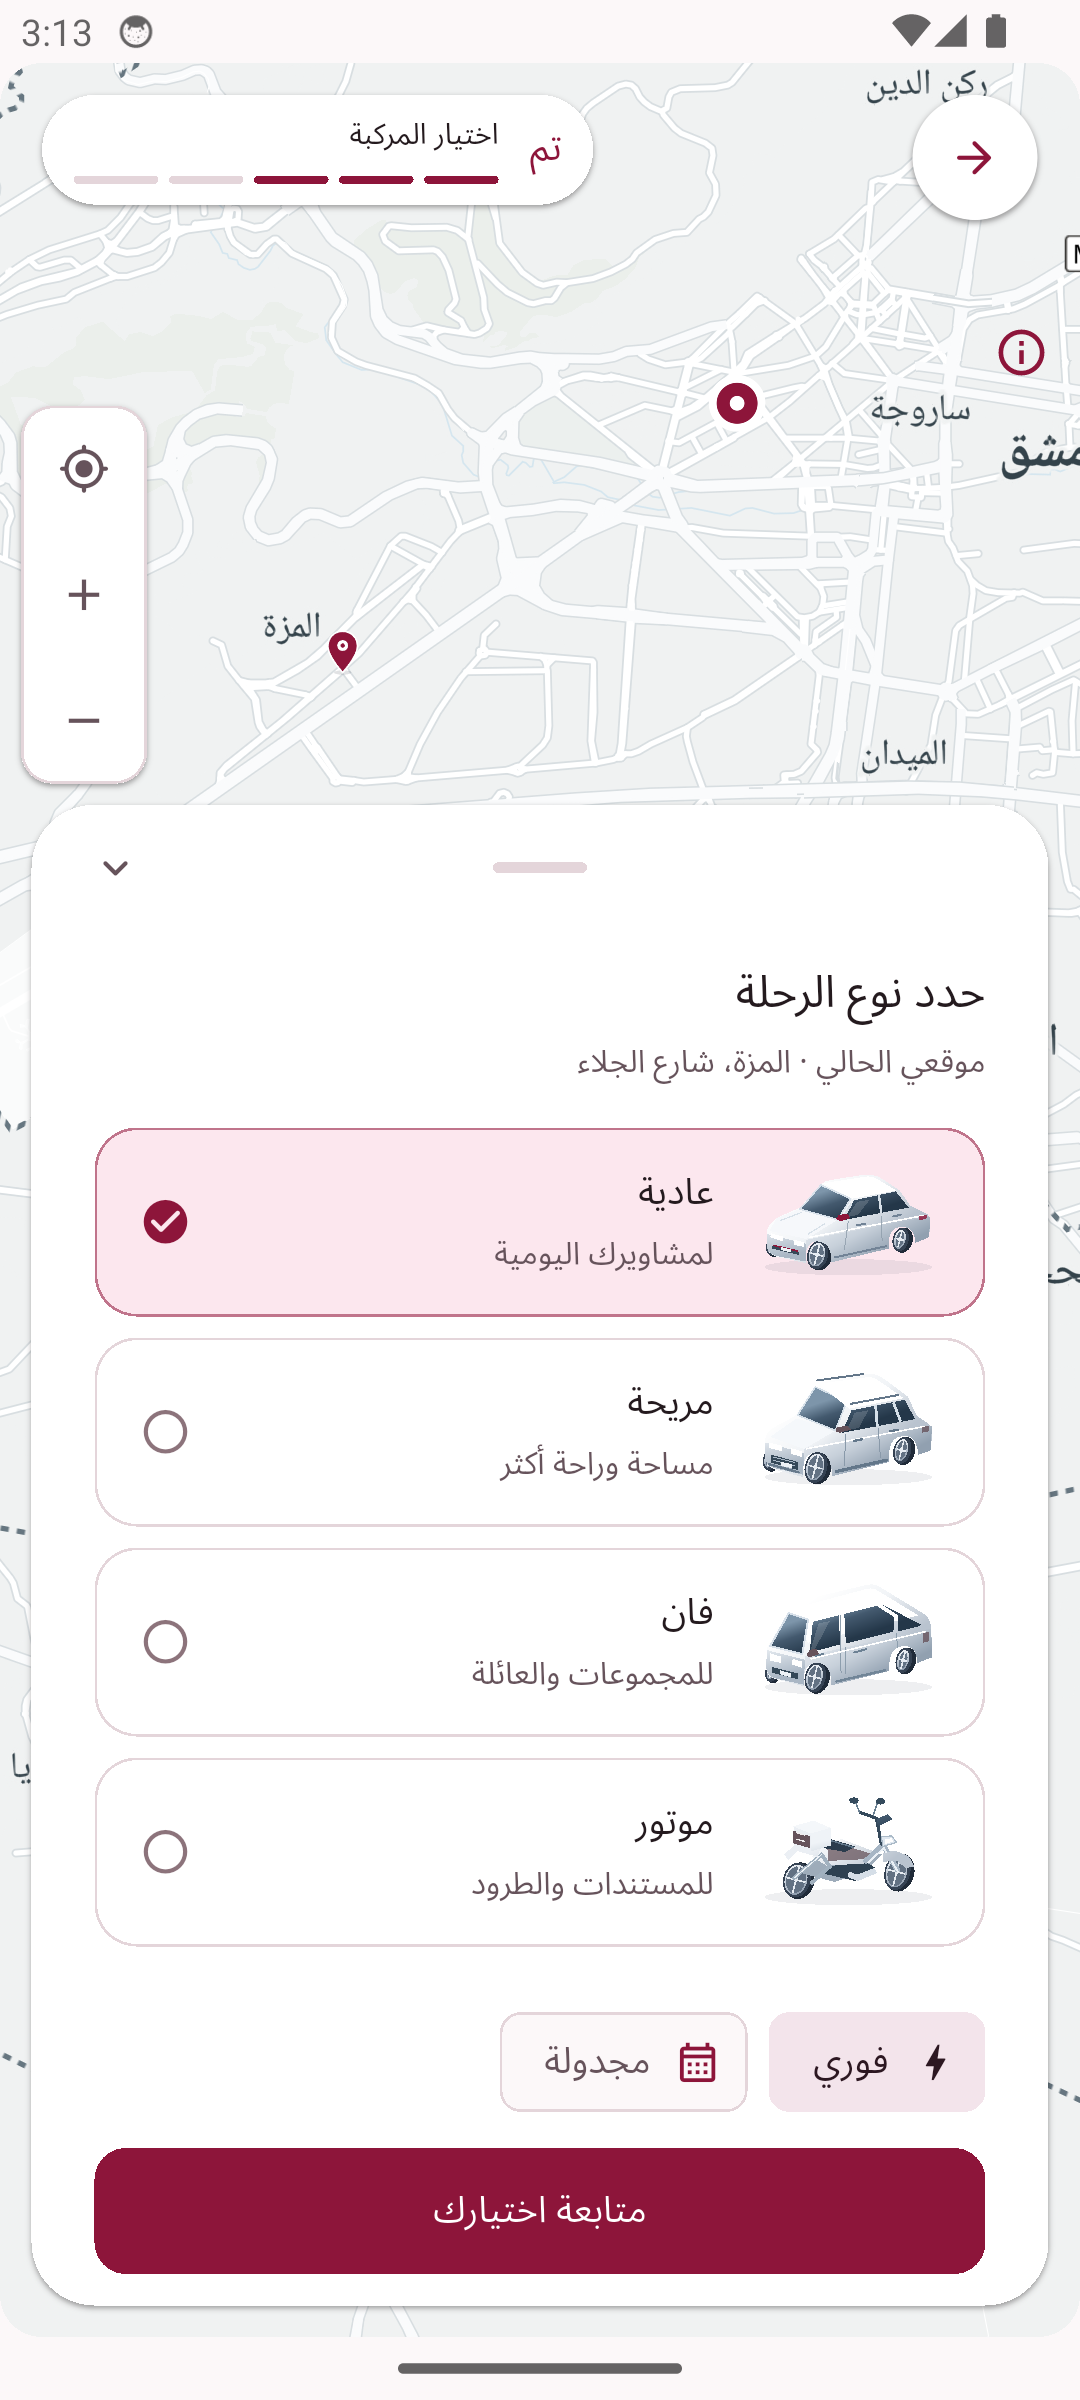 3:13
ركن الدين
اختيار المركبة
تم
ساروجة
المزة
الميدان
حدد نوع الرحلة
موقعي الحالي · المزة، شارع الجلاء
عادية
لمشاويرك اليومية
مريحة
مساحة وراحة أكثر
فان
للمجموعات والعائلة
موتور
للمستندات والطرود
فوري
مجدولة
متابعة اختيارك